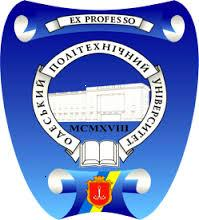 EX PROFESSO
ОДЕСЬКИЙ ПОЛІТЕХНІЧНИЙ УНІВЕРСИТЕТ
MCMXVIII